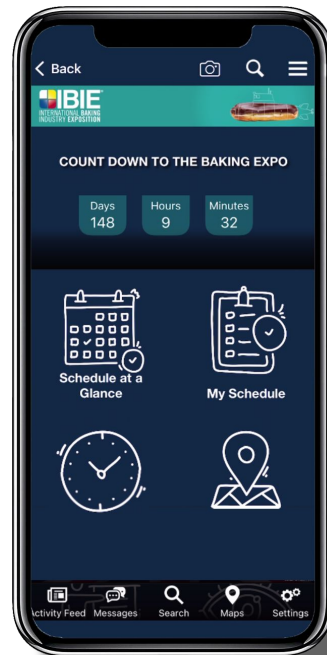 Back
IBIE
INTERNATIONAL BAKING
INDUSTRY EXPOSITION
COUNT DOWN TO THE BAKING EXPO
Days Hours Minutes
148 9 32
Schedule at a
Glance
My Schedule
Activity Feed Messages Search Maps Settings